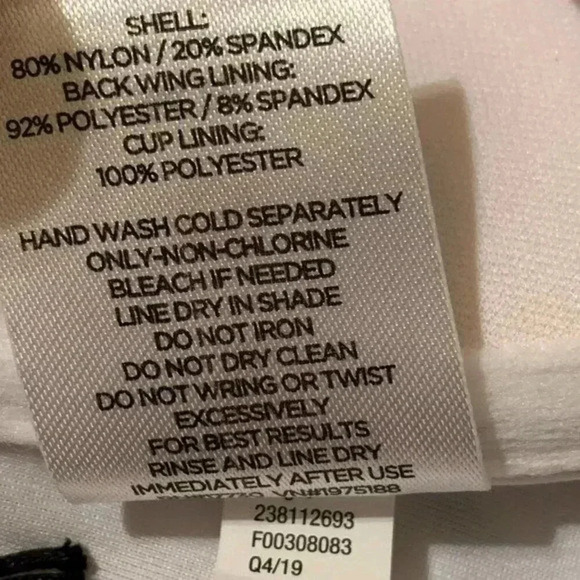 SHELL:
80% NYLON / 20% SPANDEX
BACK WING LINING:
92% POLYESTER / 8% SPANDEX
CUP LINING:
100% POLYESTER
HAND WASH COLD SEPARATELY
ONLY-NON-CHLORINE
BLEACH IF NEEDED
LINE DRY IN SHADE
DO NOT IRON
DO NOT DRY CLEAN
DO NOT WRING OR TWIST
EXCESSIVELY
FOR BEST RESULTS
RINSE AND LINE DRY
IMMEDIATELY AFTER USE
VN#1975188
238112693
F00308083
Q4/19